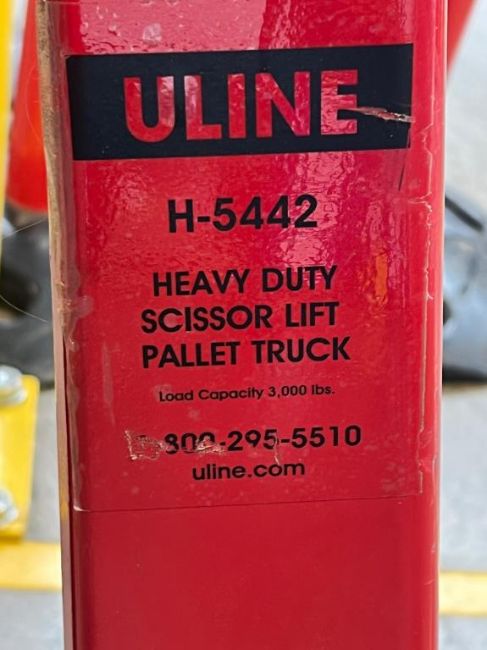 ULINE
H-5442
HEAVY DUTY
SCISSOR LIFT
PALLET TRUCK
Load Capacity 3,000 lbs.
800-295-5510
uline.com